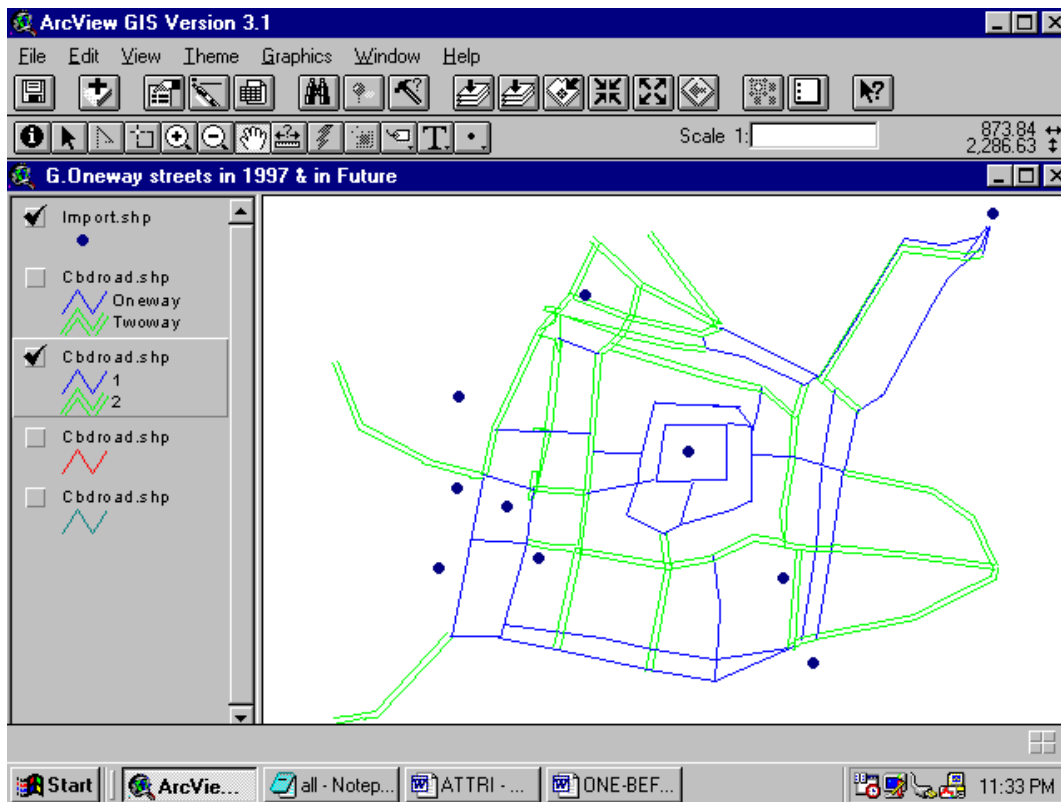 ArcView GIS Version 3.1
File Edit View Theme Graphics Window Help
Scale 1:
873.84
2,286.63
G.Oneway streets in 1997 & in Future
Import.shp
Cbdroad.shp
Oneway
Twoway
Cbdroad.shp
1
2
Cbdroad.shp
Cbdroad.shp
Start ArcVie... all - Notep... ATTRI - ... ONE-BEF... 11:33 PM